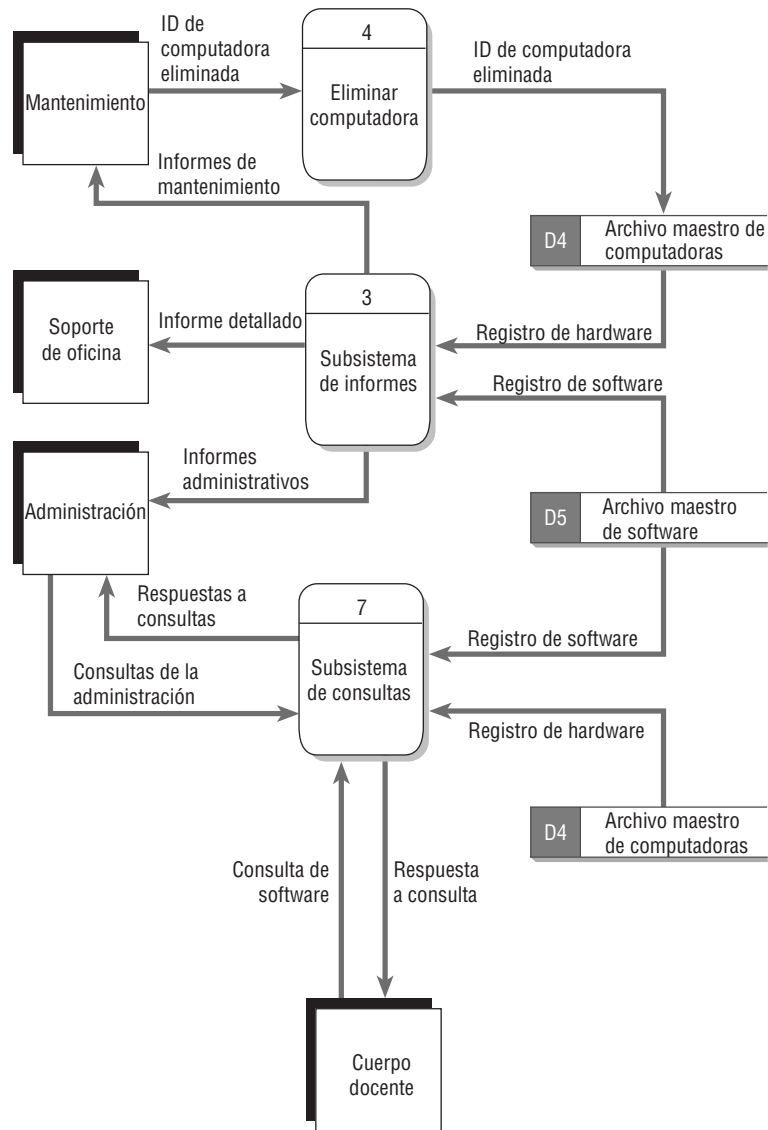 ID de
computadora
eliminada
4
Eliminar
computadora
ID de computadora
eliminada
Mantenimiento
Informes de
mantenimiento
D4
Archivo maestro de
computadoras
3
Subsistema
de informes
Soporte
de oficina
Informe detallado
Registro de hardware
Registro de software
Informes
administrativos
Administración
D5
Archivo maestro
de software
Respuestas a
consultas
7
Subsistema
de consultas
Registro de software
Consultas de la
administración
Registro de hardware
D4
Archivo maestro
de computadoras
Consulta de
software
Respuesta
a consulta
Cuerpo
docente